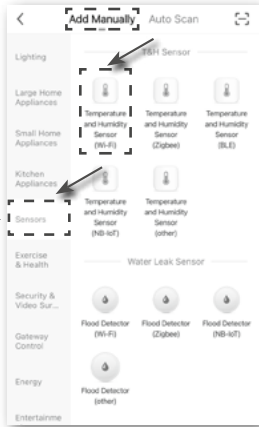 Add Manually Auto Scan
Lighting
Large Home
Appliances
Small Home
Appliances
Kitchen
Appliances
Sensors
Exercise
& Health
Security &
Video Sur...
Gateway
Control
Energy
Entertainme
T&H Sensor
Temperature
and Humidity
Sensor
(Wi-Fi)
Temperature
and Humidity
Sensor
(Zigbee)
Temperature
and Humidity
Sensor
(BLE)
Temperature
and Humidity
Sensor
(NB-IoT)
Temperature
and Humidity
Sensor
(other)
Water Leak Sensor
Flood Detector
(Wi-Fi)
Flood Detector
(Zigbee)
Flood Detector
(NB-IoT)
Flood Detector
(other)